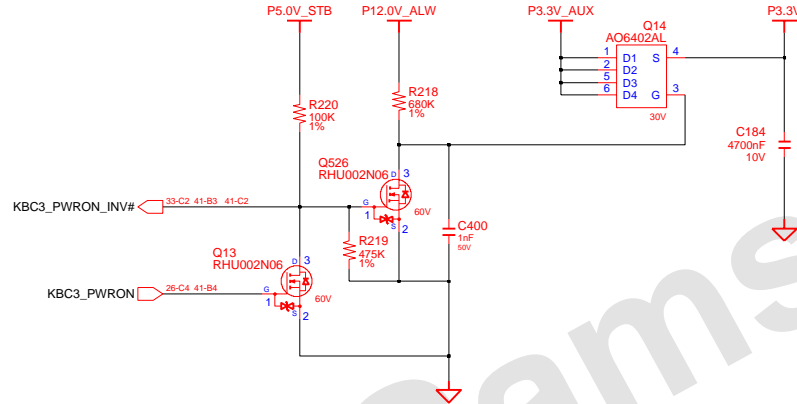 P5.0V_STB
P12.0V_ALW
P3.3V_AUX
P3.3V
Q14
AO6402AL
1 D1 S 4
2 D2
5 D3
6 D4 G 3
30V
R220
100K
1%
R218
680K
1%
C184
4700nF
10V
Q526
RHU002N06
D 3
G
1
S 2
60V
KBC3_PWRON_INV#
33-C2 41-B3 41-C2
R219
475K
1%
C400
1nF
50V
Q13
RHU002N06
D 3
G
1
S
2
60V
KBC3_PWRON
26-C4 41-B4